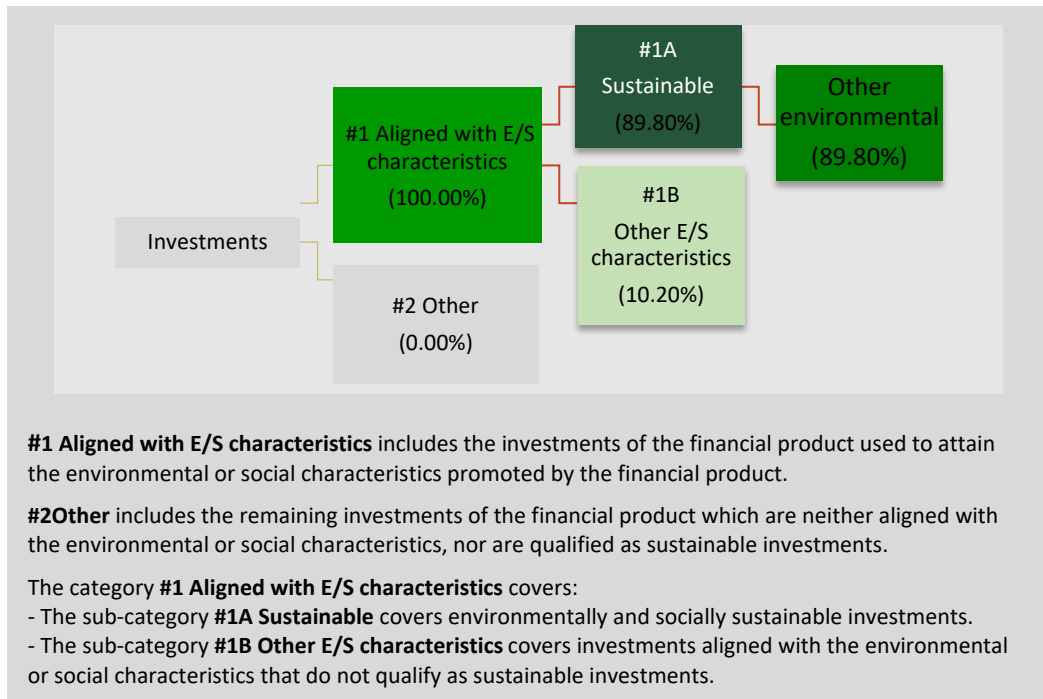 #1A
Sustainable
(89.80%)
Other
environmental
(89.80%)
#1 Aligned with E/S
characteristics
(100.00%)
#1B
Other E/S
characteristics
(10.20%)
Investments
#2 Other
(0.00%)
#1 Aligned with E/S characteristics includes the investments of the financial product used to attain
the environmental or social characteristics promoted by the financial product.
#2Other includes the remaining investments of the financial product which are neither aligned with
the environmental or social characteristics, nor are qualified as sustainable investments.
The category #1 Aligned with E/S characteristics covers:
- The sub-category #1A Sustainable covers environmentally and socially sustainable investments.
- The sub-category #1B Other E/S characteristics covers investments aligned with the environmental
or social characteristics that do not qualify as sustainable investments.